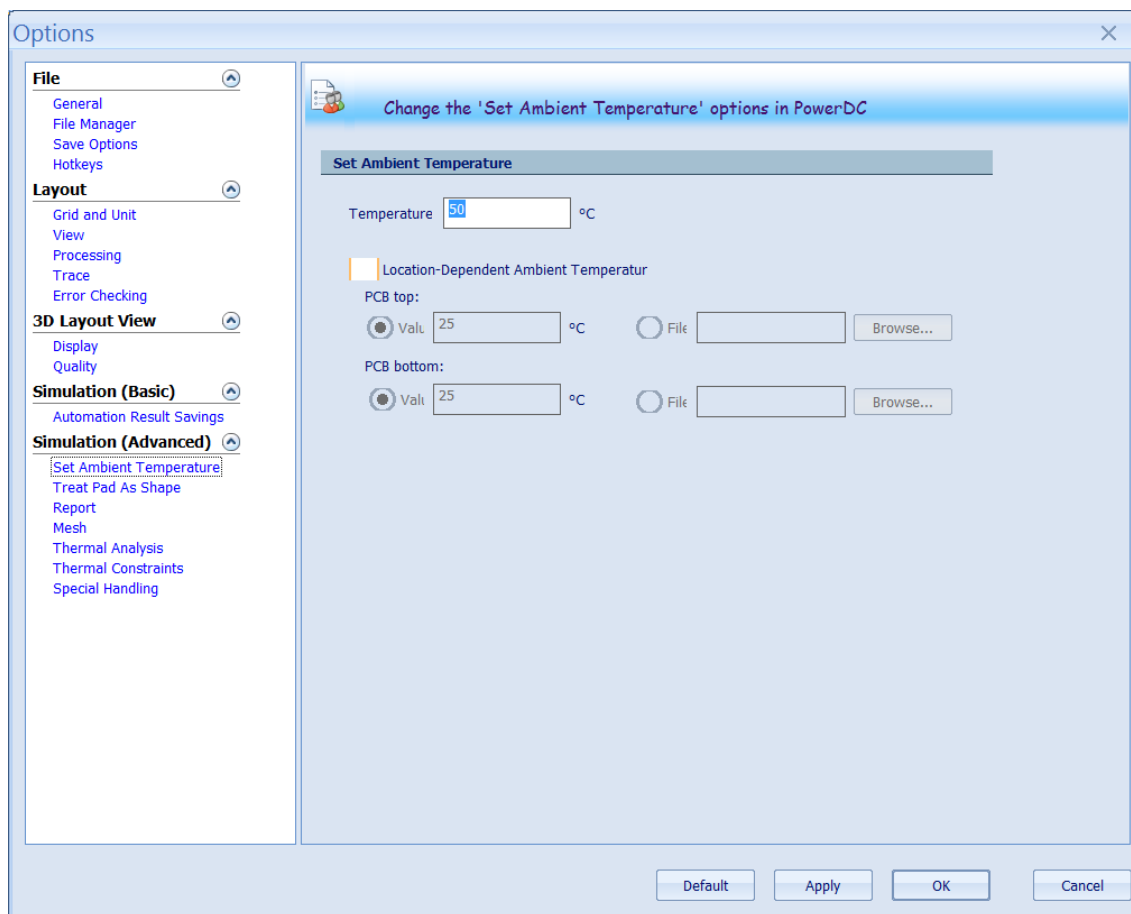 Options
File
General
File Manager
Save Options
Hotkeys
Layout
Grid and Unit
View
Processing
Trace
Error Checking
3D Layout View
Display
Quality
Simulation (Basic)
Automation Result Savings
Simulation (Advanced)
Set Ambient Temperature
Treat Pad As Shape
Report
Mesh
Thermal Analysis
Thermal Constraints
Special Handling
Change the 'Set Ambient Temperature' options in PowerDC
Set Ambient Temperature
Temperature 50 ºC
Location-Dependent Ambient Temperatur
PCB top:
Valu 25 ºC File Browse...
PCB bottom:
Valu 25 ºC File Browse...
Default Apply OK Cancel